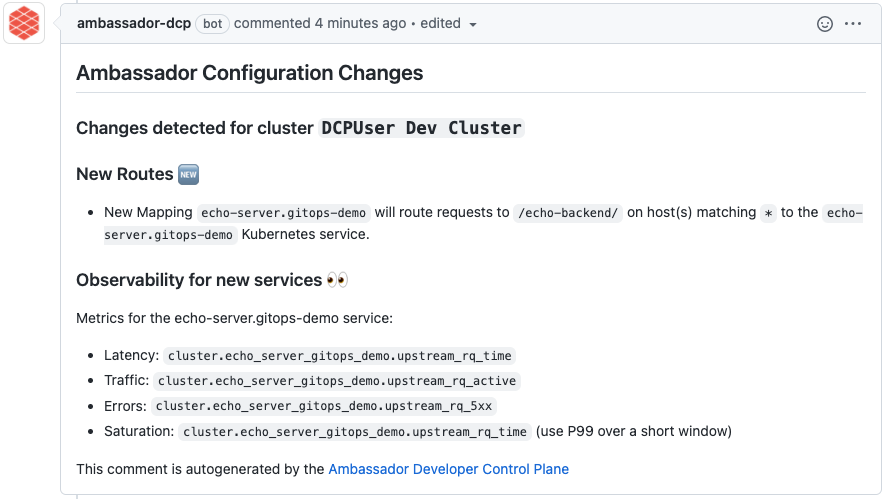 ambassador-dcp bot commented 4 minutes ago • edited
Ambassador Configuration Changes
Changes detected for cluster DCPUser Dev Cluster
New Routes NEW
• New Mapping echo-server.gitops-demo will route requests to /echo-backend/ on host(s) matching * to the echo-
server.gitops-demo Kubernetes service.
Observability for new services 👀
Metrics for the echo-server.gitops-demo service:
• Latency: cluster.echo_server_gitops_demo.upstream_rq_time
• Traffic: cluster.echo_server_gitops_demo.upstream_rq_active
• Errors: cluster.echo_server_gitops_demo.upstream_rq_5xx
• Saturation: cluster.echo_server_gitops_demo.upstream_rq_time (use P99 over a short window)
This comment is autogenerated by the Ambassador Developer Control Plane